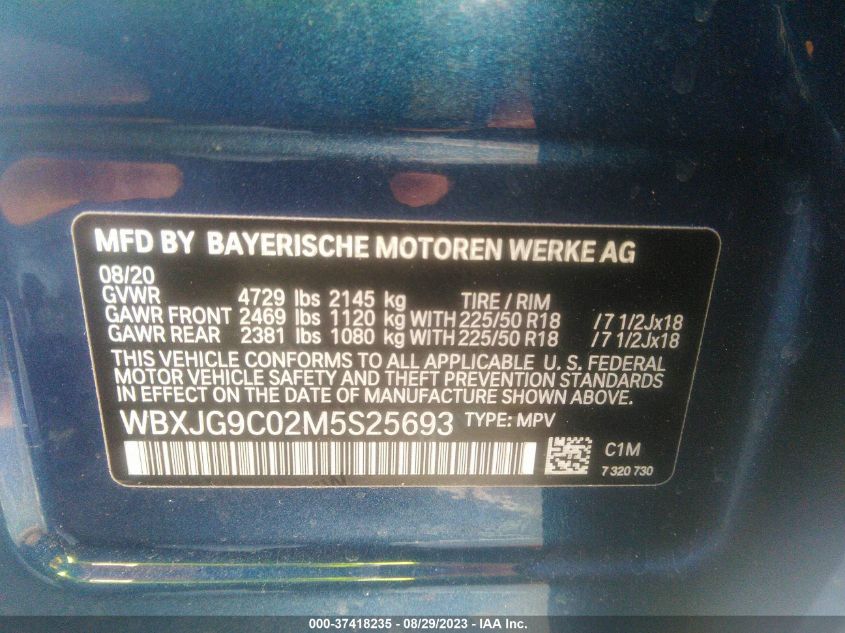 MFD BY BAYERISCHE MOTOREN WERKE AG
08/20
GVWR 4729 lbs 2145 kg TIRE / RIM
GAWR FRONT 2469 lbs 1120 kg WITH 225/50 R18 /7 1/2Jx18
GAWR REAR 2381 lbs 1080 kg WITH 225/50 R18 /7 1/2Jx18
THIS VEHICLE CONFORMS TO ALL APPLICABLE U. S. FEDERAL
MOTOR VEHICLE SAFETY AND THEFT PREVENTION STANDARDS
IN EFFECT ON THE DATE OF MANUFACTURE SHOWN ABOVE.
WBXJG9C02M5S25693 TYPE: MPV
C1M
7 320 730
000-37418235 - 08/29/2023 - IAA Inc.